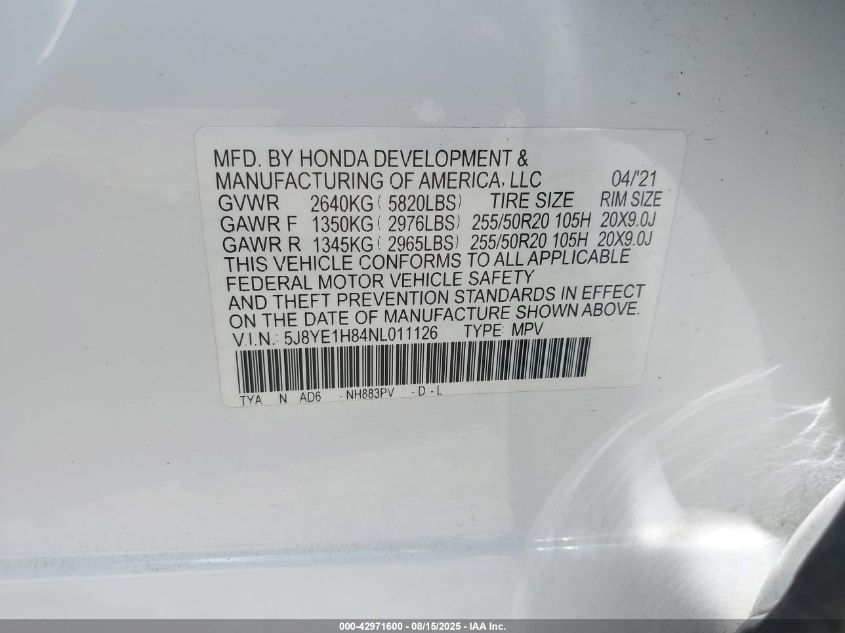 MFD. BY HONDA DEVELOPMENT &
MANUFACTURING OF AMERICA, LLC 04/'21
GVWR 2640KG ( 5820LBS) TIRE SIZE RIM SIZE
GAWR F 1350KG ( 2976LBS) 255/50R20 105H 20X9.0J
GAWR R 1345KG ( 2965LBS) 255/50R20 105H 20X9.0J
THIS VEHICLE CONFORMS TO ALL APPLICABLE
FEDERAL MOTOR VEHICLE SAFETY
AND THEFT PREVENTION STANDARDS IN EFFECT
ON THE DATE OF MANUFACTURE SHOWN ABOVE.
V.I.N.: 5J8YE1H84NL011126 TYPE: MPV
TYA N AD6 -NH883PV -D-L
000-42971600 - 08/15/2025 - IAA Inc.